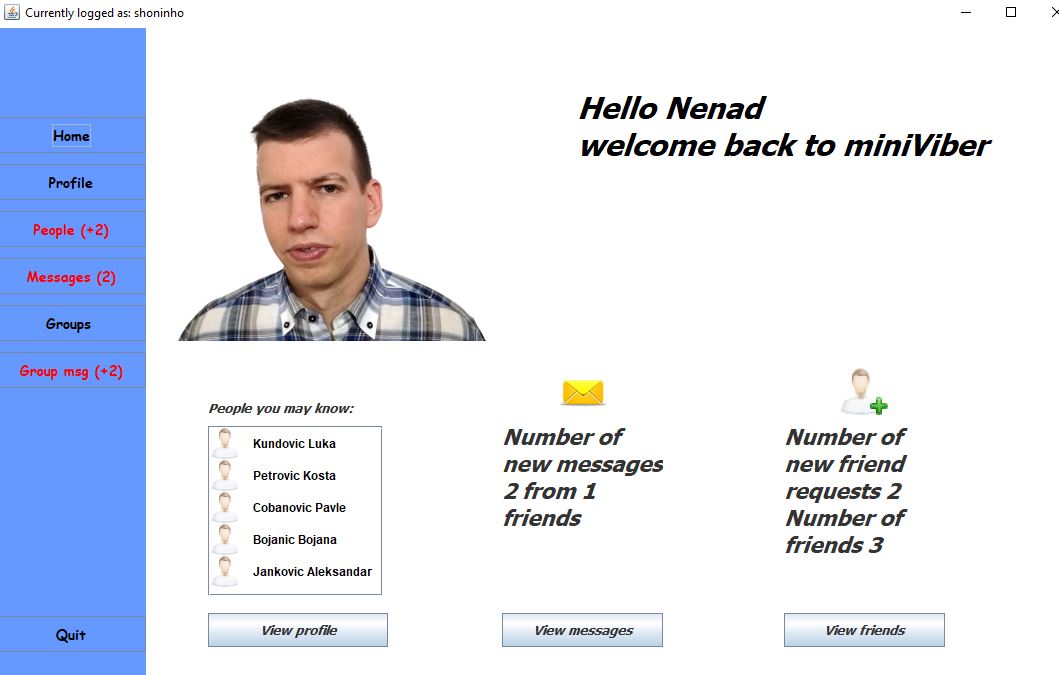 Currently logged as: shoninho
Home
Profile
People (+2)
Messages (2)
Groups
Group msg (+2)
Quit
Hello Nenad
welcome back to miniViber
People you may know:
Kundovic Luka
Petrovic Kosta
Cobanovic Pavle
Bojanic Bojana
Jankovic Aleksandar
View profile
Number of
new messages
2 from 1
friends
View messages
Number of
new friend
requests 2
Number of
friends 3
View friends